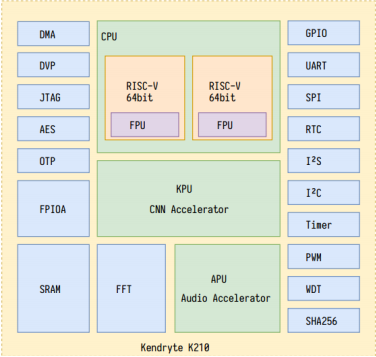 DMA
DVP
JTAG
AES
OTP
FPIOA
SRAM
CPU
RISC-V
64bit
FPU
RISC-V
64bit
FPU
KPU
CNN Accelerator
FFT
APU
Audio Accelerator
GPIO
UART
SPI
RTC
I²S
I²C
Timer
PWM
WDT
SHA256
Kendryte K210